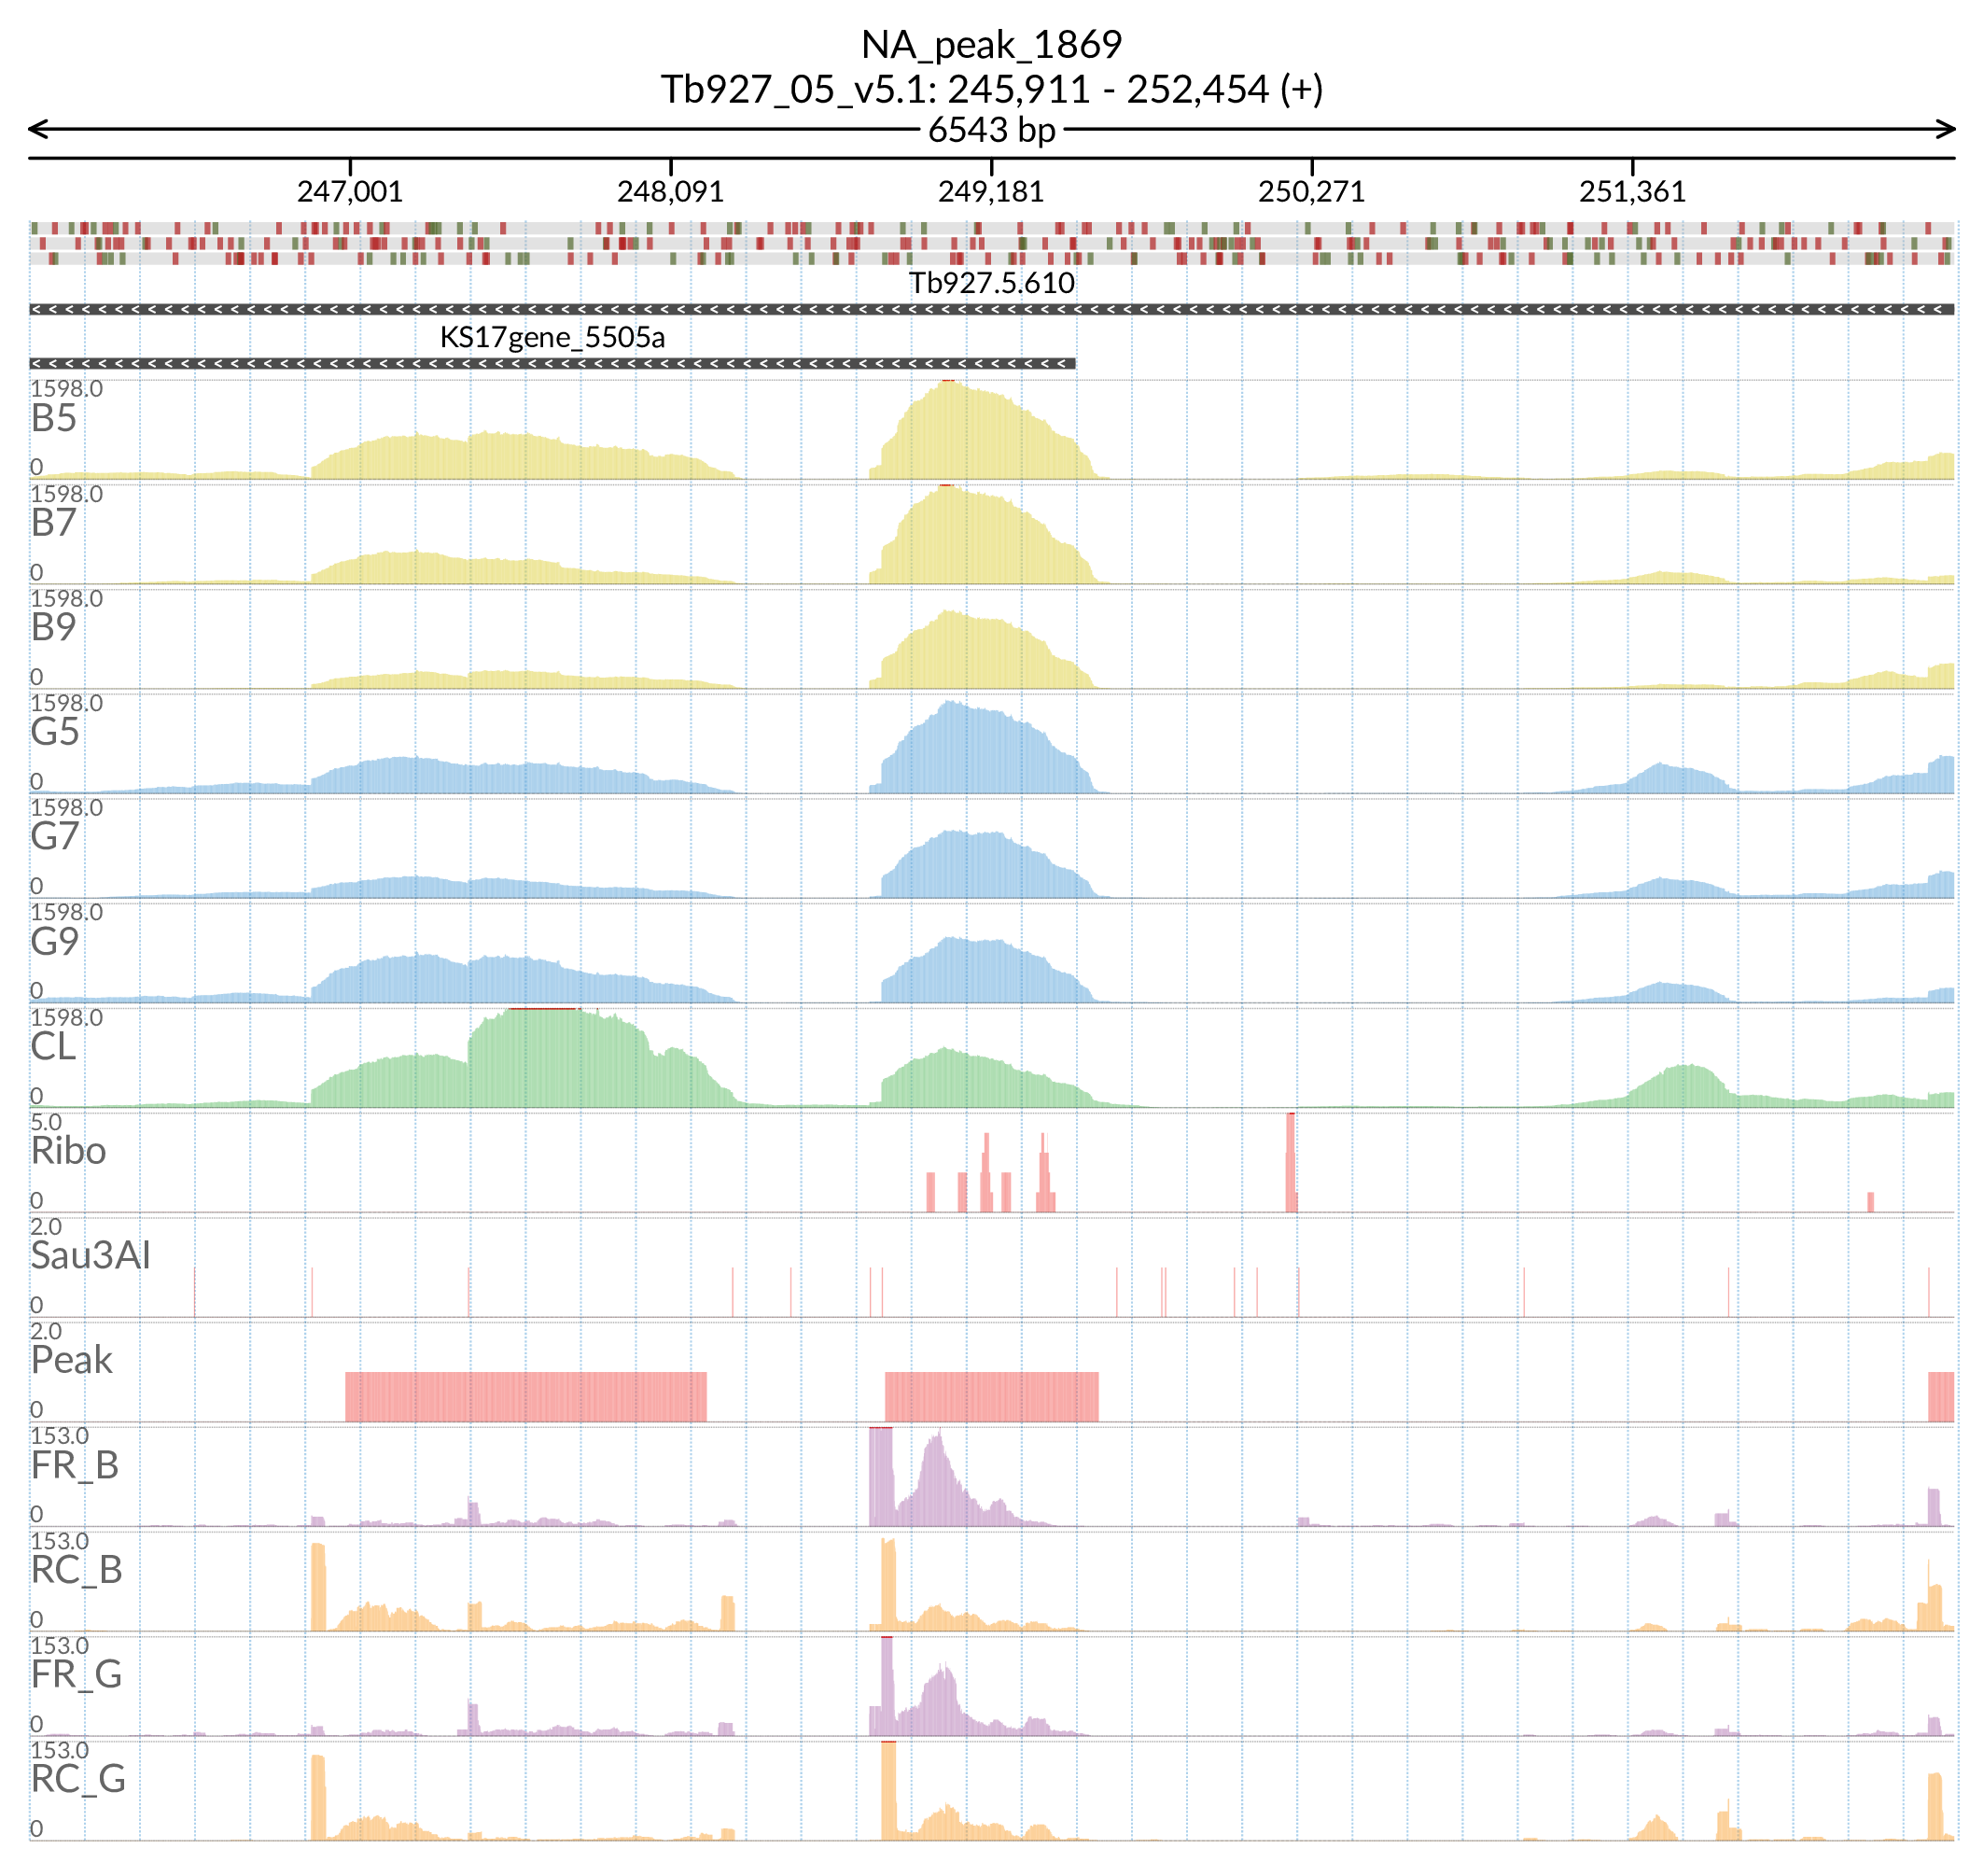 NA_peak_1869
Tb927_05_v5.1: 245,911 - 252,454 (+)
6543 bp
247,001 248,091 249,181 250,271 251,361
Tb927.5.610
KS17gene_5505a
1598.0
B5
0
1598.0
B7
0
1598.0
B9
0
1598.0
G5
0
1598.0
G7
0
1598.0
G9
0
1598.0
CL
0
5.0
Ribo
0
2.0
Sau3AI
0
2.0
Peak
0
153.0
FR_B
0
153.0
RC_B
0
153.0
FR_G
0
153.0
RC_G
0